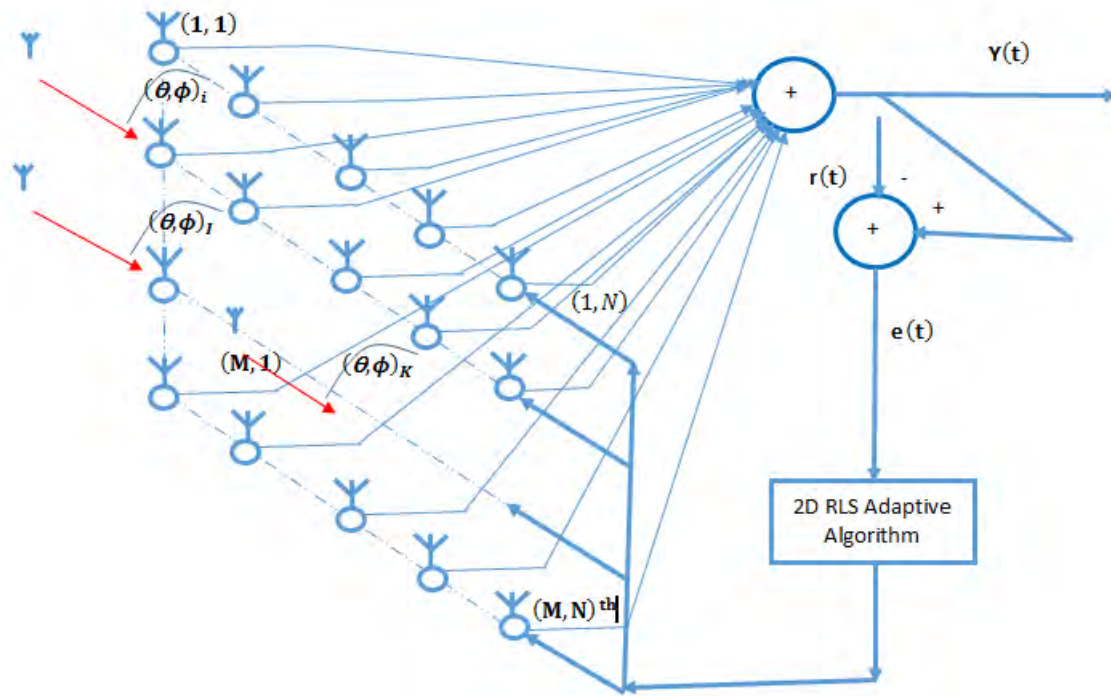 (1, 1)
Y(t)
+
(θ,ϕ)i
r(t)
-
+
+
(θ,ϕ)I
(1, N)
e(t)
(M, 1)
(θ,ϕ)K
2D RLS Adaptive
Algorithm
(M, N) th